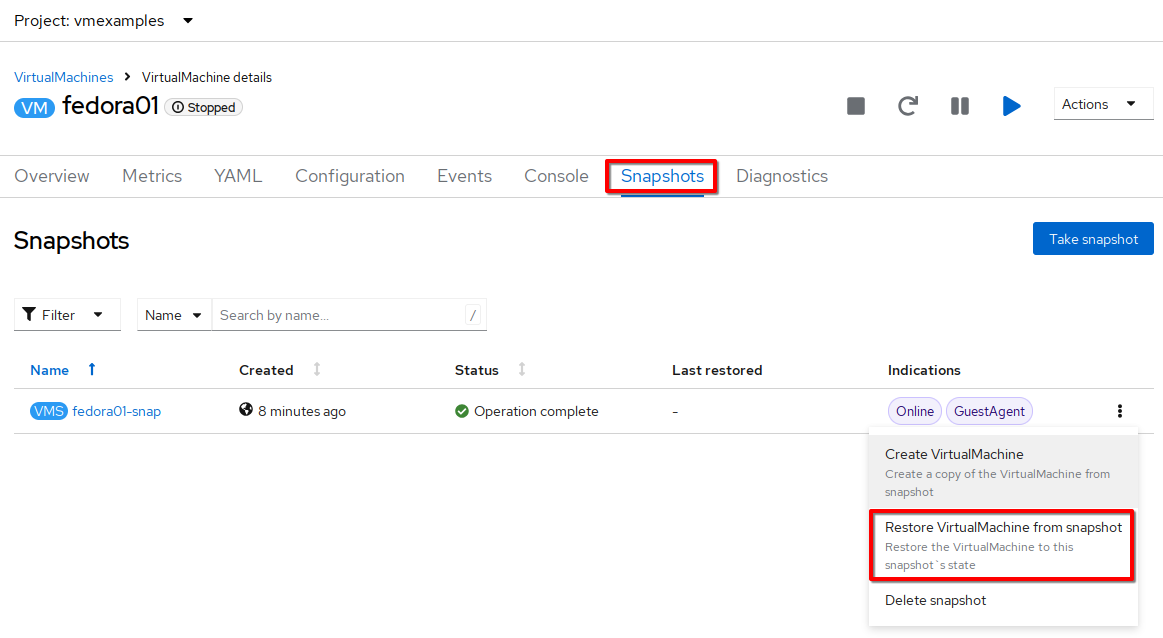 Project: vmexamples
VirtualMachines > VirtualMachine details
VM fedora01 Stopped
Actions
Overview Metrics YAML Configuration Events Console Snapshots Diagnostics
Snapshots
Take snapshot
Filter Name Search by name... /
Name Created Status Last restored Indications
VMS fedora01-snap 8 minutes ago Operation complete - Online GuestAgent
Create VirtualMachine
Create a copy of the VirtualMachine from
snapshot
Restore VirtualMachine from snapshot
Restore the VirtualMachine to this
snapshot`s state
Delete snapshot